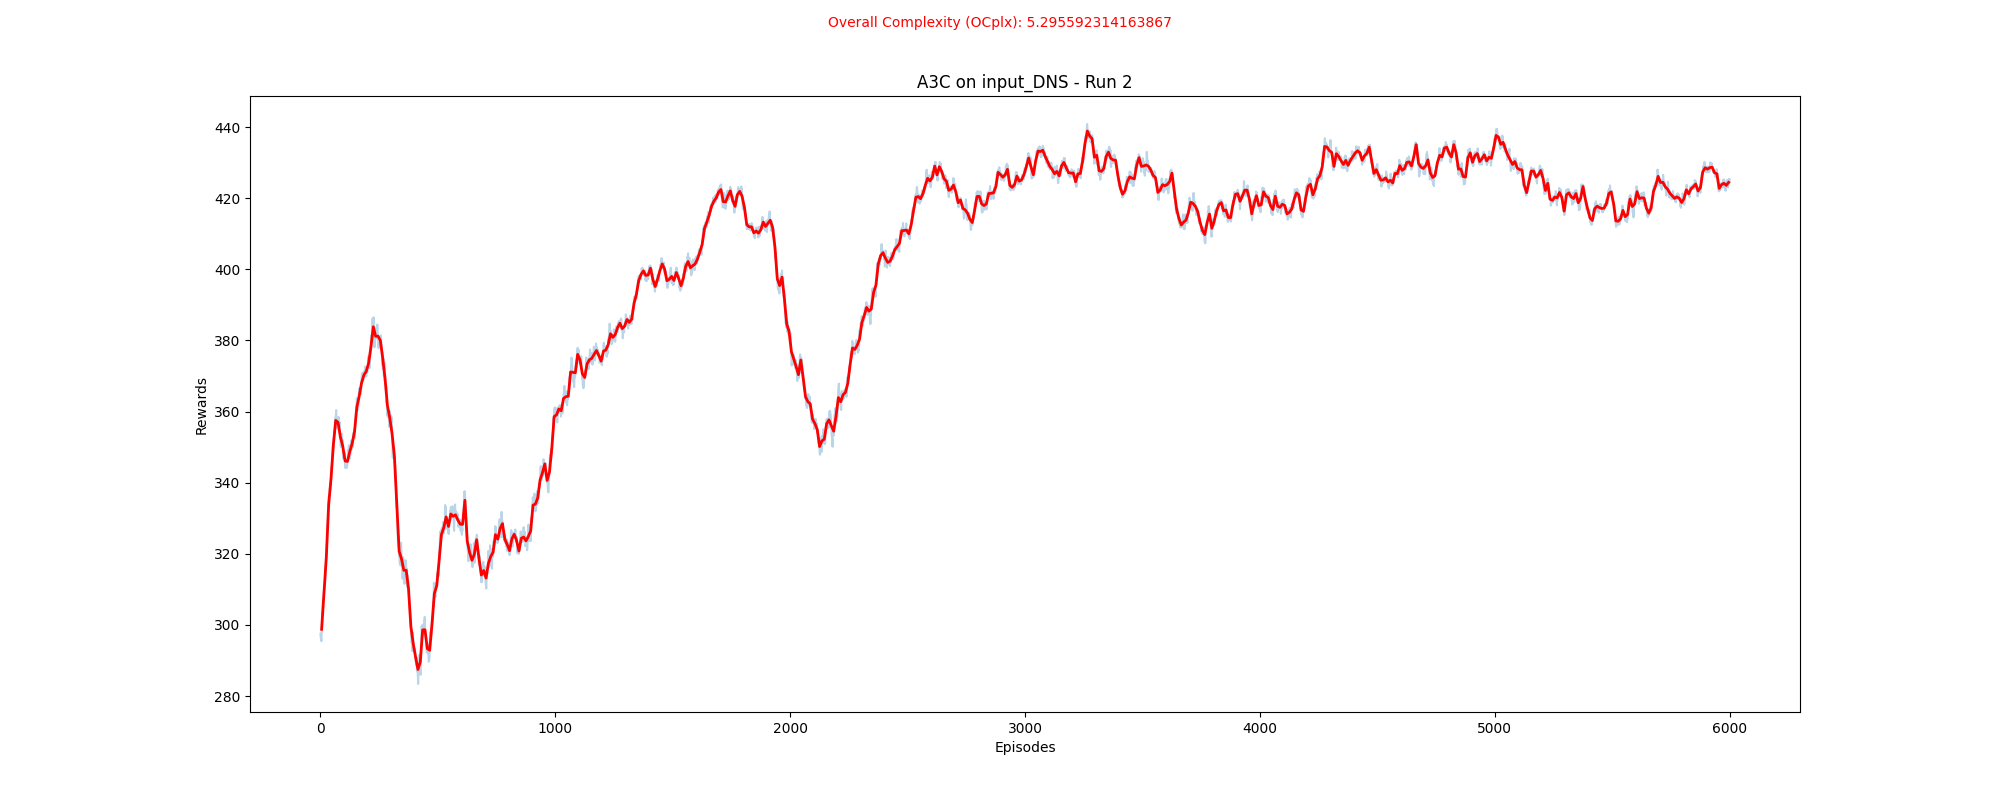 Overall Complexity (OCplx): 5.295592314163867
A3C on input_DNS - Run 2
440
420
400
380
360
340
320
300
280
Rewards
0 1000 2000 3000 4000 5000 6000
Episodes